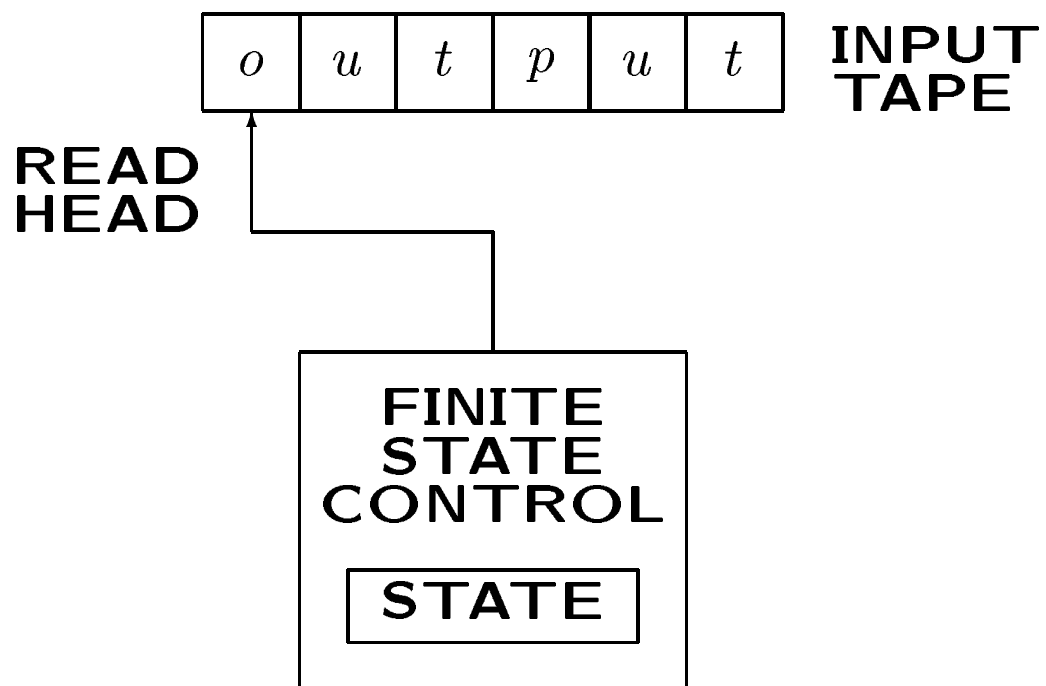 o u t p u t
INPUT
TAPE
READ
HEAD
FINITE
STATE
CONTROL
STATE